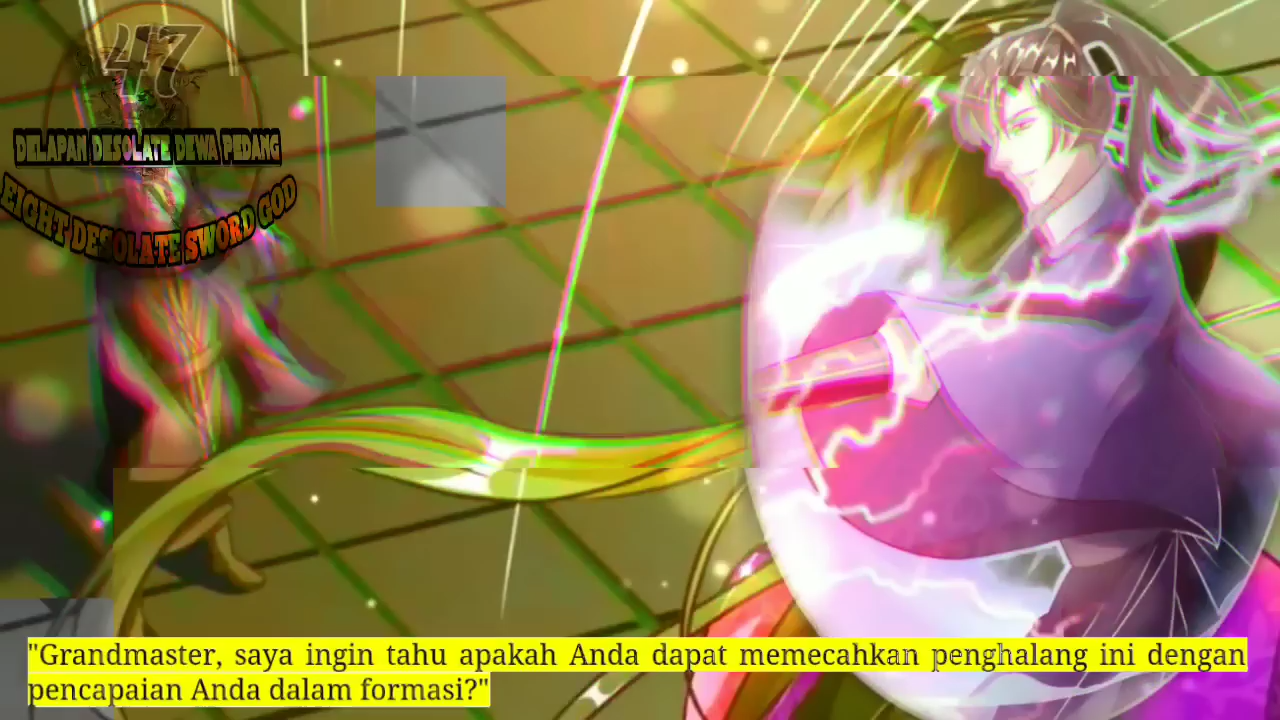 47
DELAPAN DESOLATE DEWA PEDANG
EIGHT DESOLATE SWORD GOD
"Grandmaster, saya ingin tahu apakah Anda dapat memecahkan penghalang ini dengan
pencapaian Anda dalam formasi?"